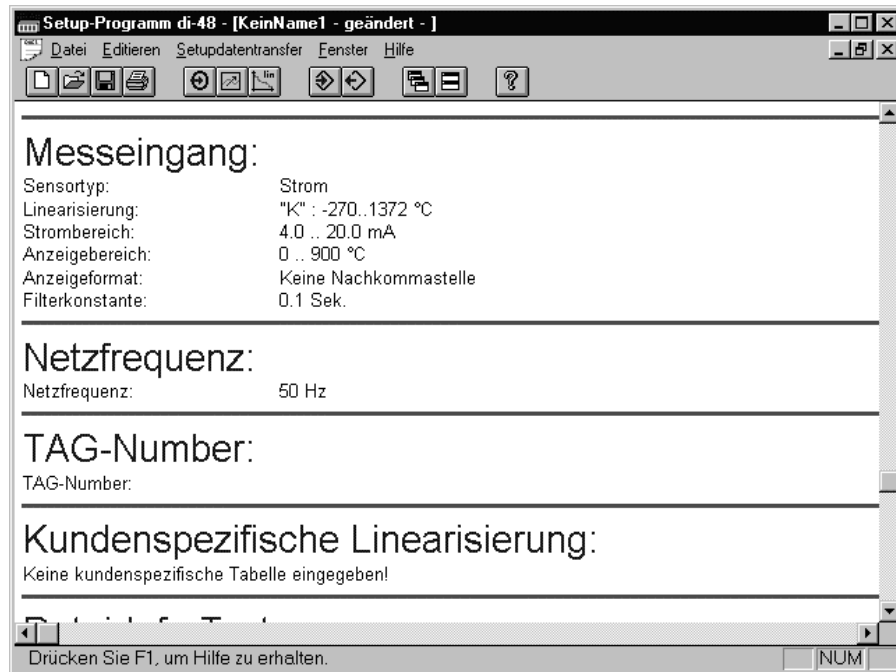 Setup-Programm di-48 - [KeinName1 - geändert - ]
Datei Editieren Setupdatentransfer Fenster Hilfe
lin
Messeingang:
Sensortyp: Strom
Linearisierung: "K" : -270..1372 °C
Strombereich: 4.0 .. 20.0 mA
Anzeigebereich: 0 .. 900 °C
Anzeigeformat: Keine Nachkommastelle
Filterkonstante: 0.1 Sek.
Netzfrequenz:
Netzfrequenz: 50 Hz
TAG-Number:
TAG-Number:
Kundenspezifische Linearisierung:
Keine kundenspezifische Tabelle eingegeben!
Drücken Sie F1, um Hilfe zu erhalten. NUM